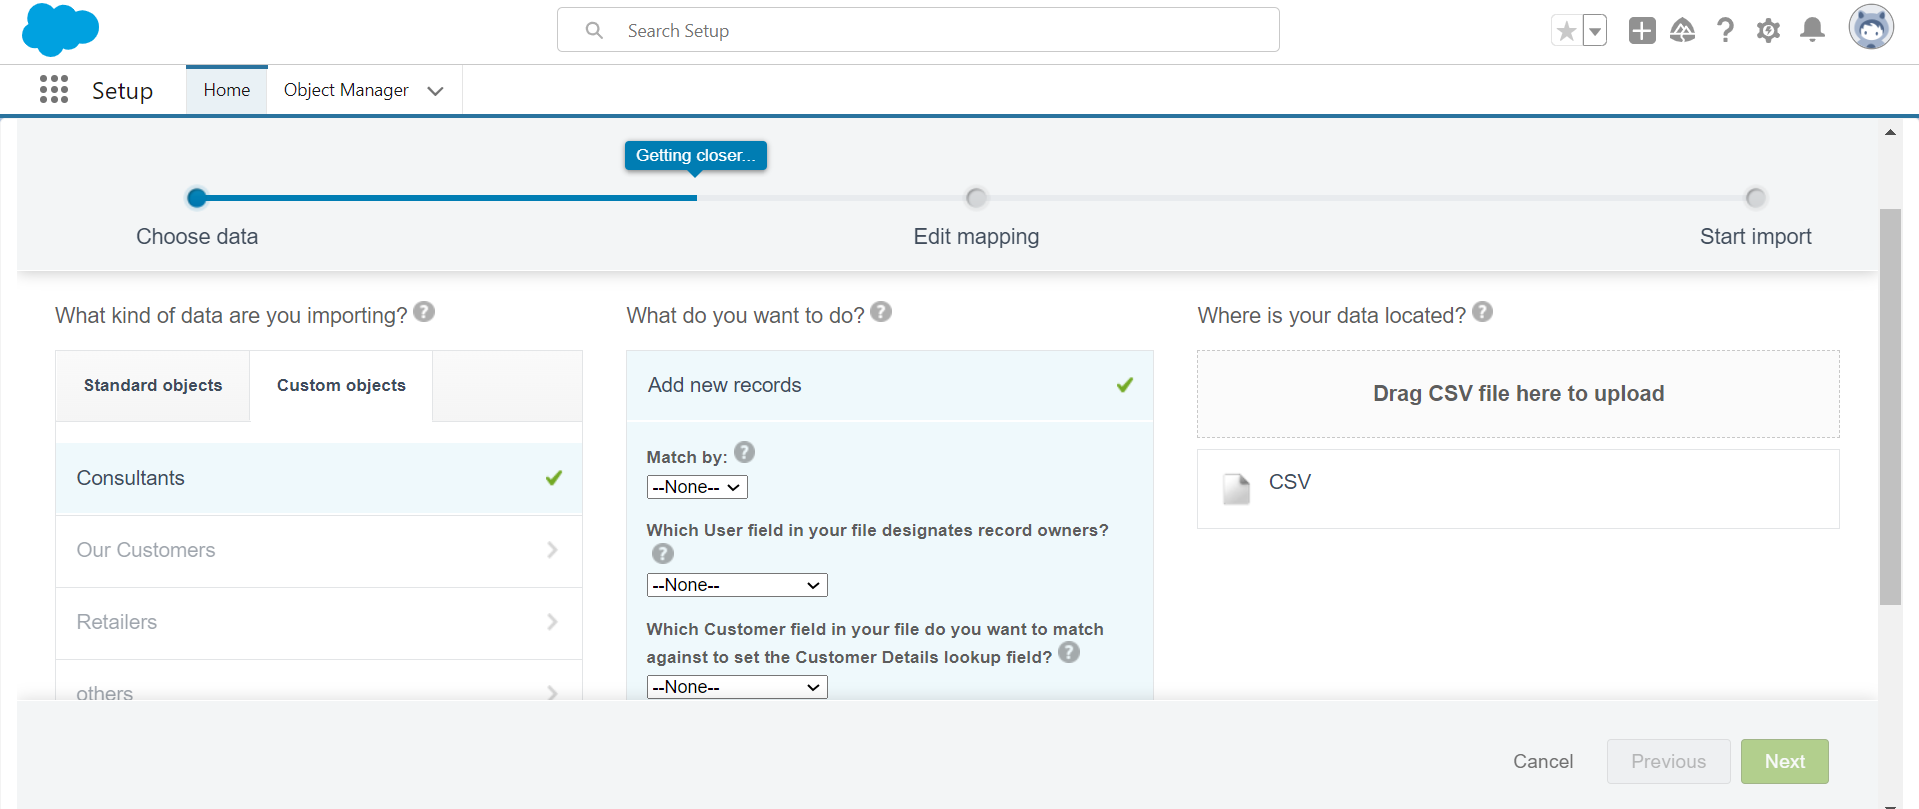 Search Setup
Setup
Home
Object Manager
Getting closer...
Choose data
Edit mapping
Start import
What kind of data are you importing?
What do you want to do?
Where is your data located?
Standard objects
Custom objects
Consultants
Our Customers
Retailers
others
Add new records
Match by:
--None--
Which User field in your file designates record owners?
--None--
Which Customer field in your file do you want to match
against to set the Customer Details lookup field?
--None--
Drag CSV file here to upload
CSV
Cancel
Previous
Next